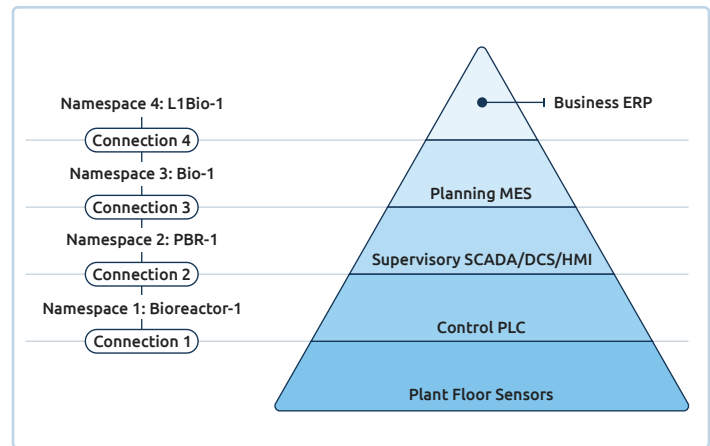 Namespace 4: L1Bio-1
Business ERP
Connection 4
Namespace 3: Bio-1
Planning MES
Connection 3
Namespace 2: PBR-1
Supervisory SCADA/DCS/HMI
Connection 2
Namespace 1: Bioreactor-1
Control PLC
Connection 1
Plant Floor Sensors